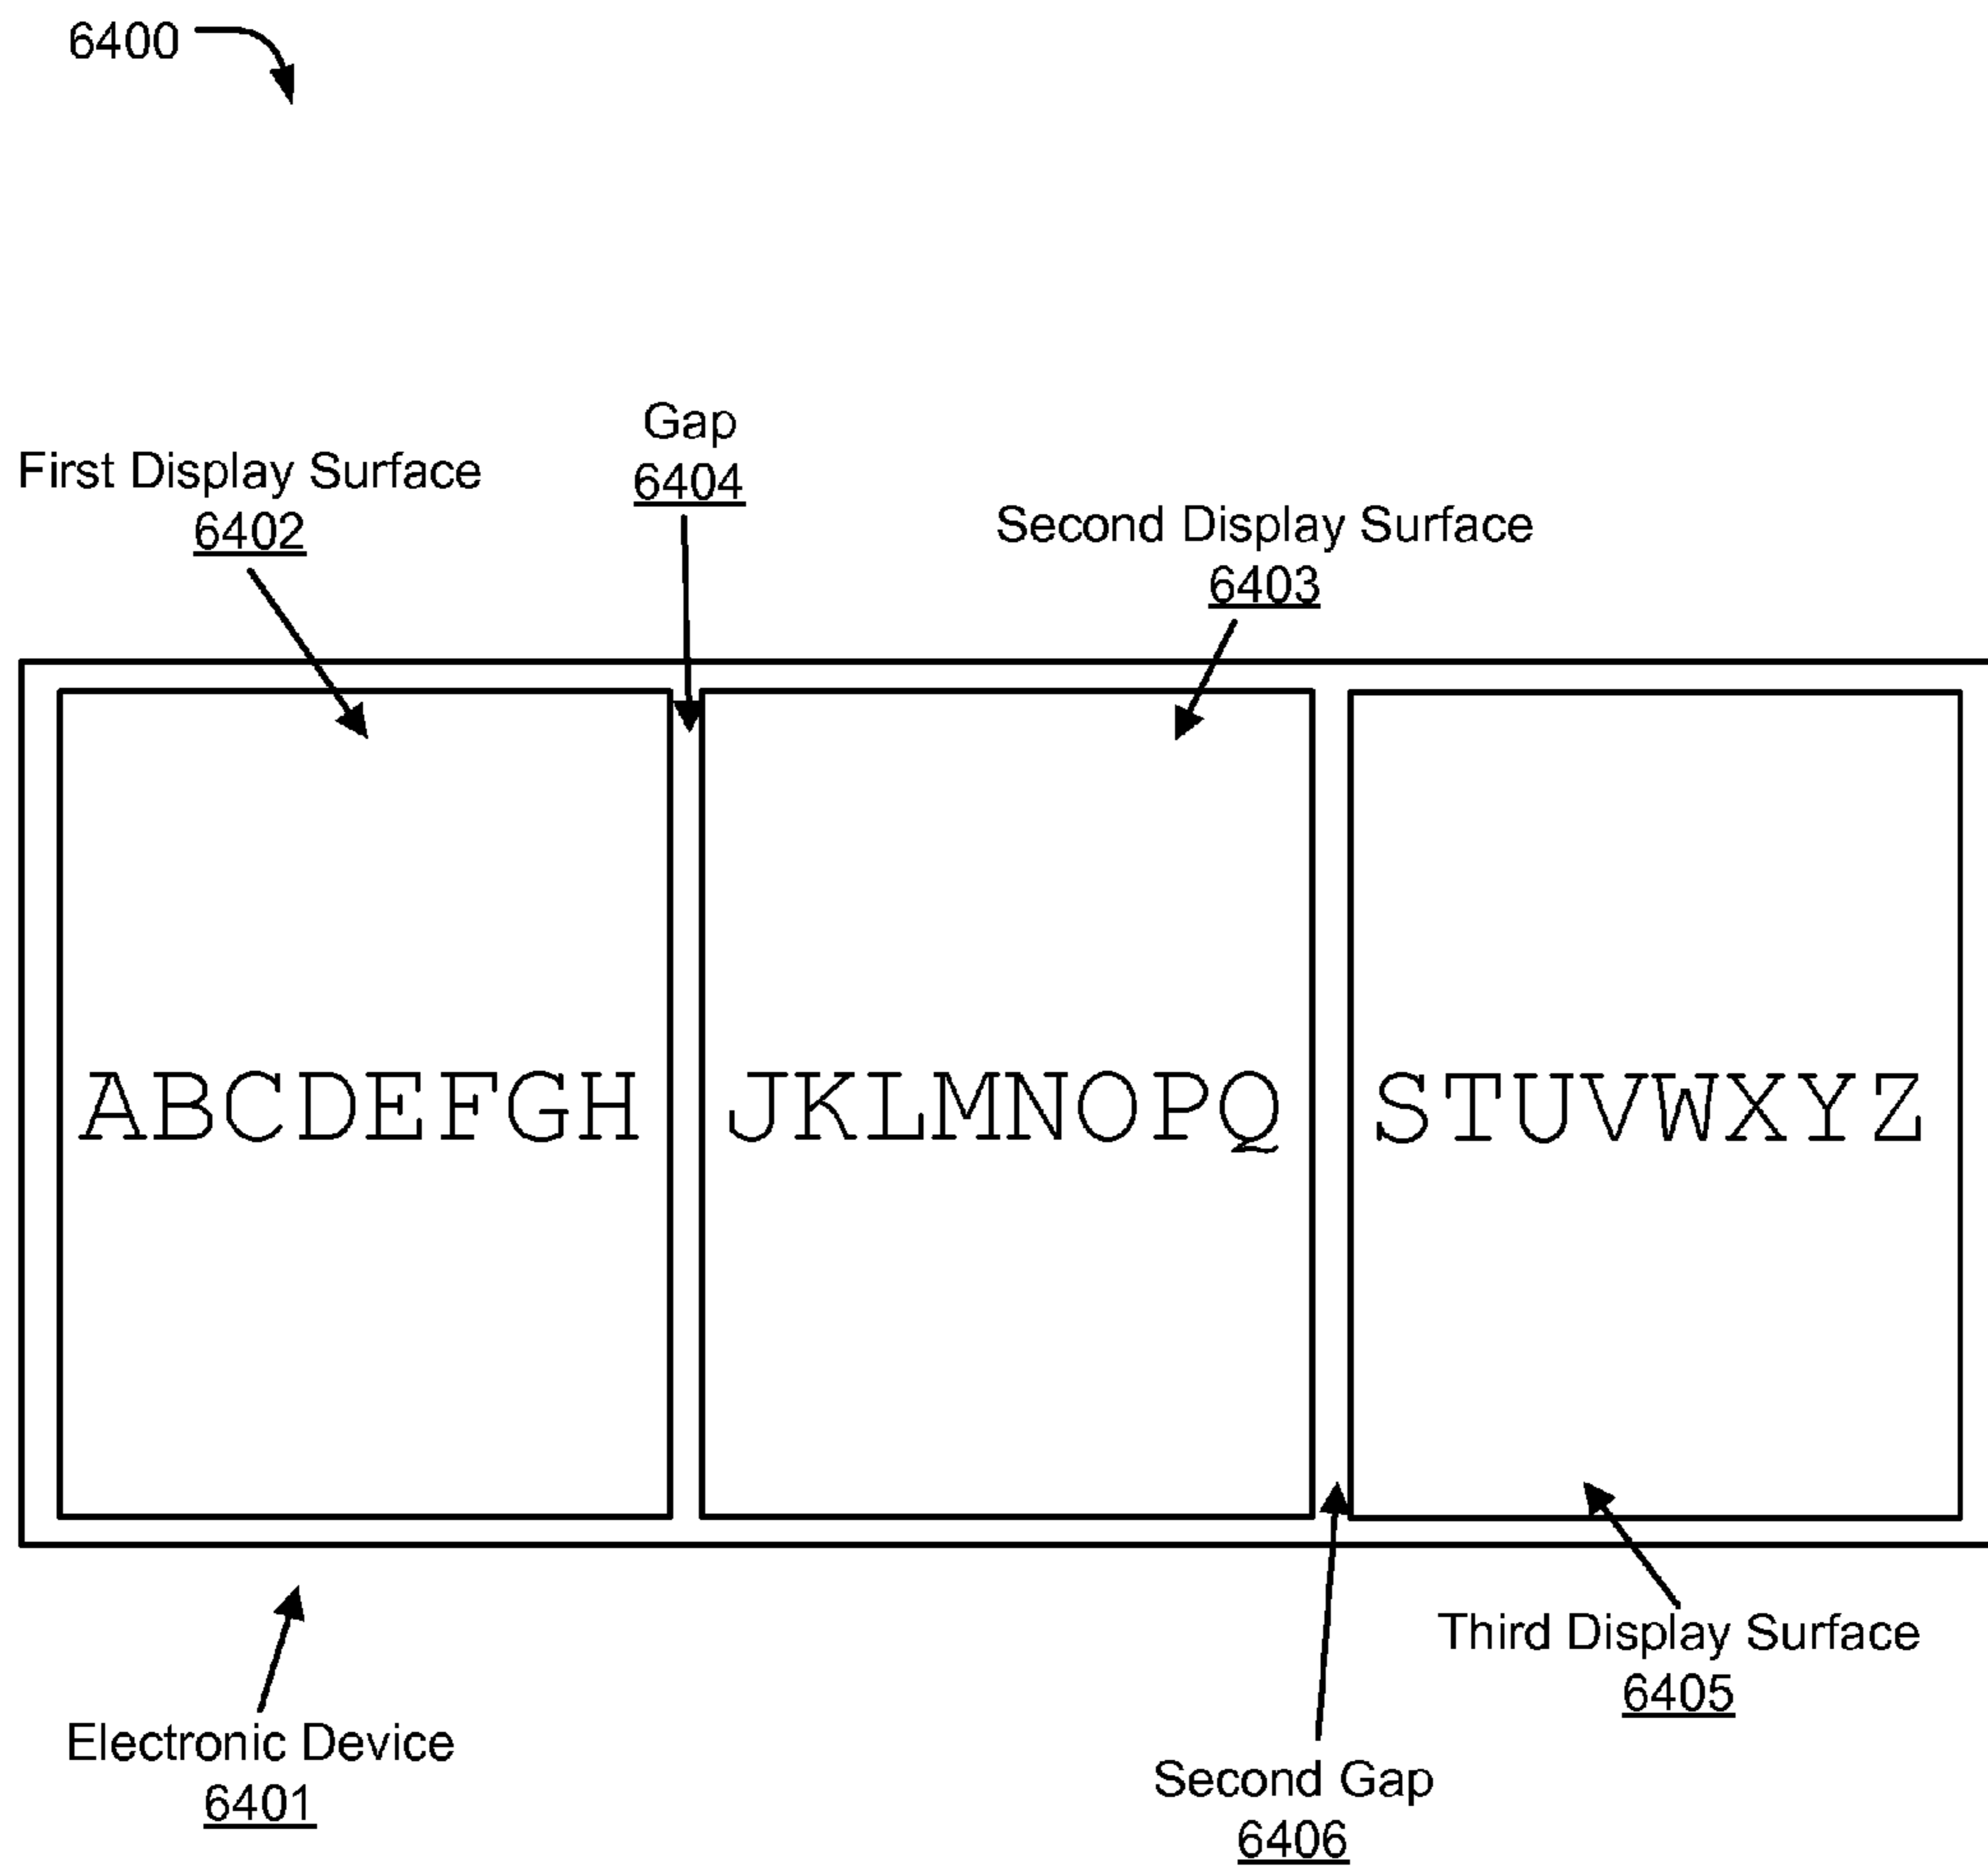 6400
Gap
6404
First Display Surface
6402
Second Display Surface
6403
ABCDEFGH
JKLMNOPQ
STUVWXYZ
Third Display Surface
6405
Electronic Device
6401
Second Gap
6406